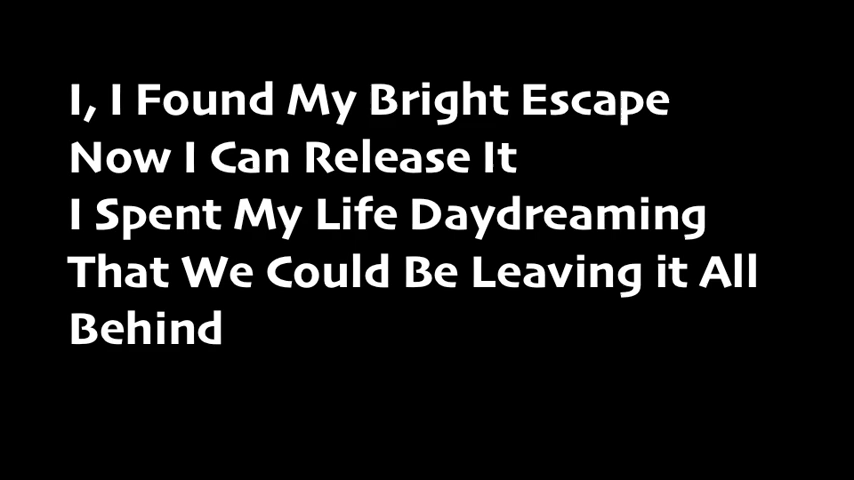 I, I Found My Bright Escape
Now I Can Release It
I Spent My Life Daydreaming
That We Could Be Leaving it All
Behind